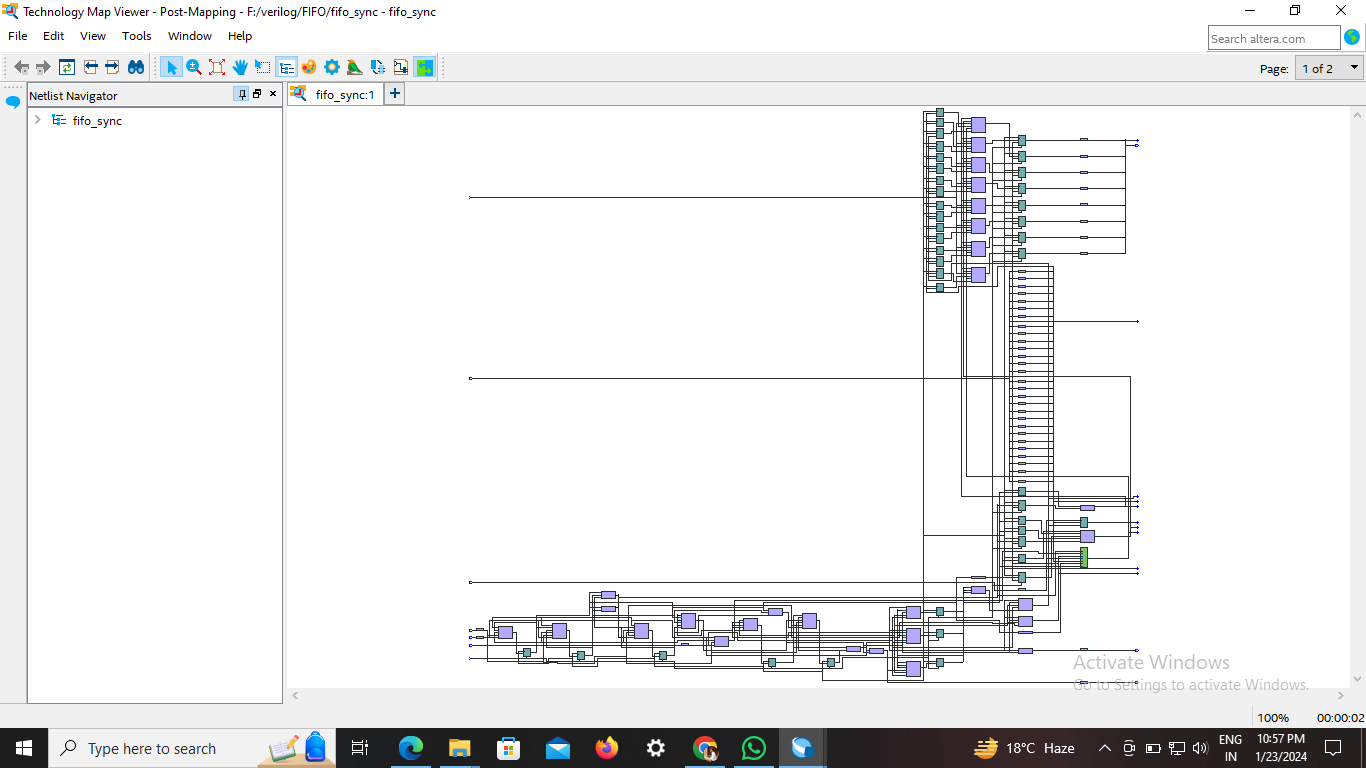 Technology Map Viewer - Post-Mapping - F:/verilog/FIFO/fifo_sync - fifo_sync
File Edit View Tools Window Help
Search altera.com
Page: 1 of 2
Netlist Navigator
fifo_sync:1
fifo_sync
Activate Windows
Go to Settings to activate Windows.
100% 00:00:02
Type here to search
18°C Haze
ENG
IN
10:57 PM
1/23/2024